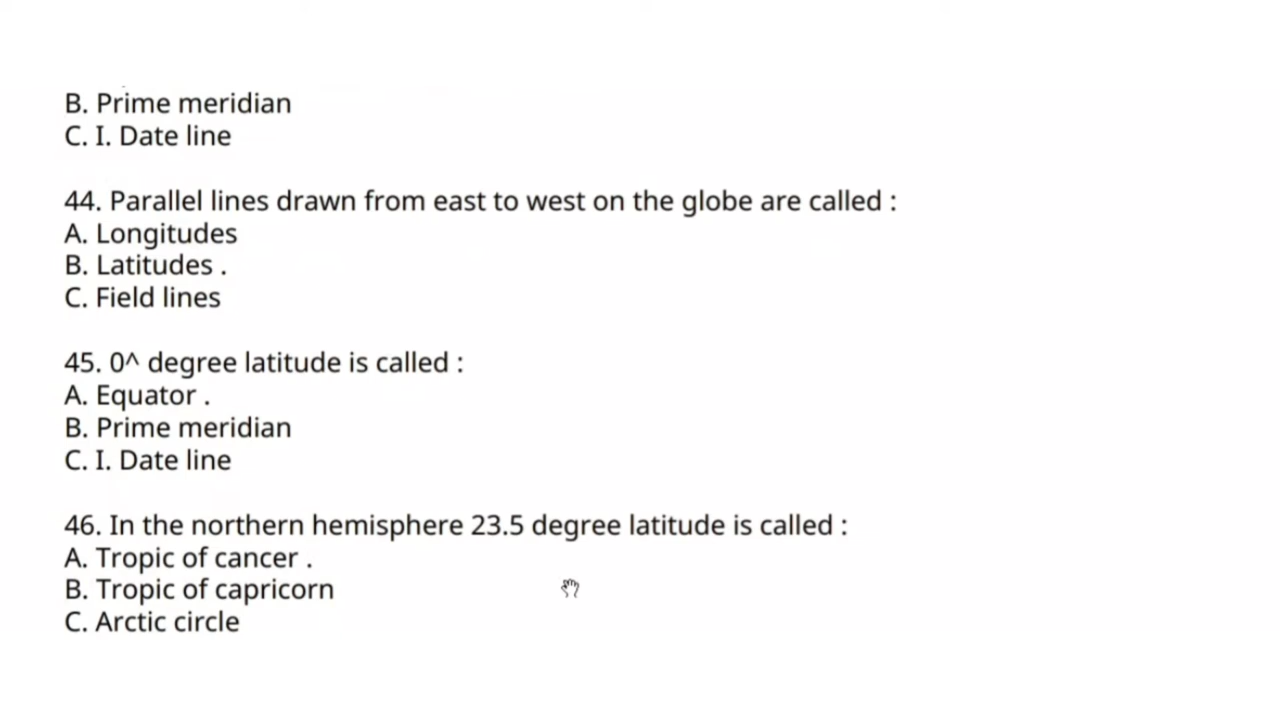 B. Prime meridian
C. I. Date line
44. Parallel lines drawn from east to west on the globe are called :
A. Longitudes
B. Latitudes .
C. Field lines
45. 0^ degree latitude is called :
A. Equator .
B. Prime meridian
C. I. Date line
46. In the northern hemisphere 23.5 degree latitude is called :
A. Tropic of cancer .
B. Tropic of capricorn
C. Arctic circle